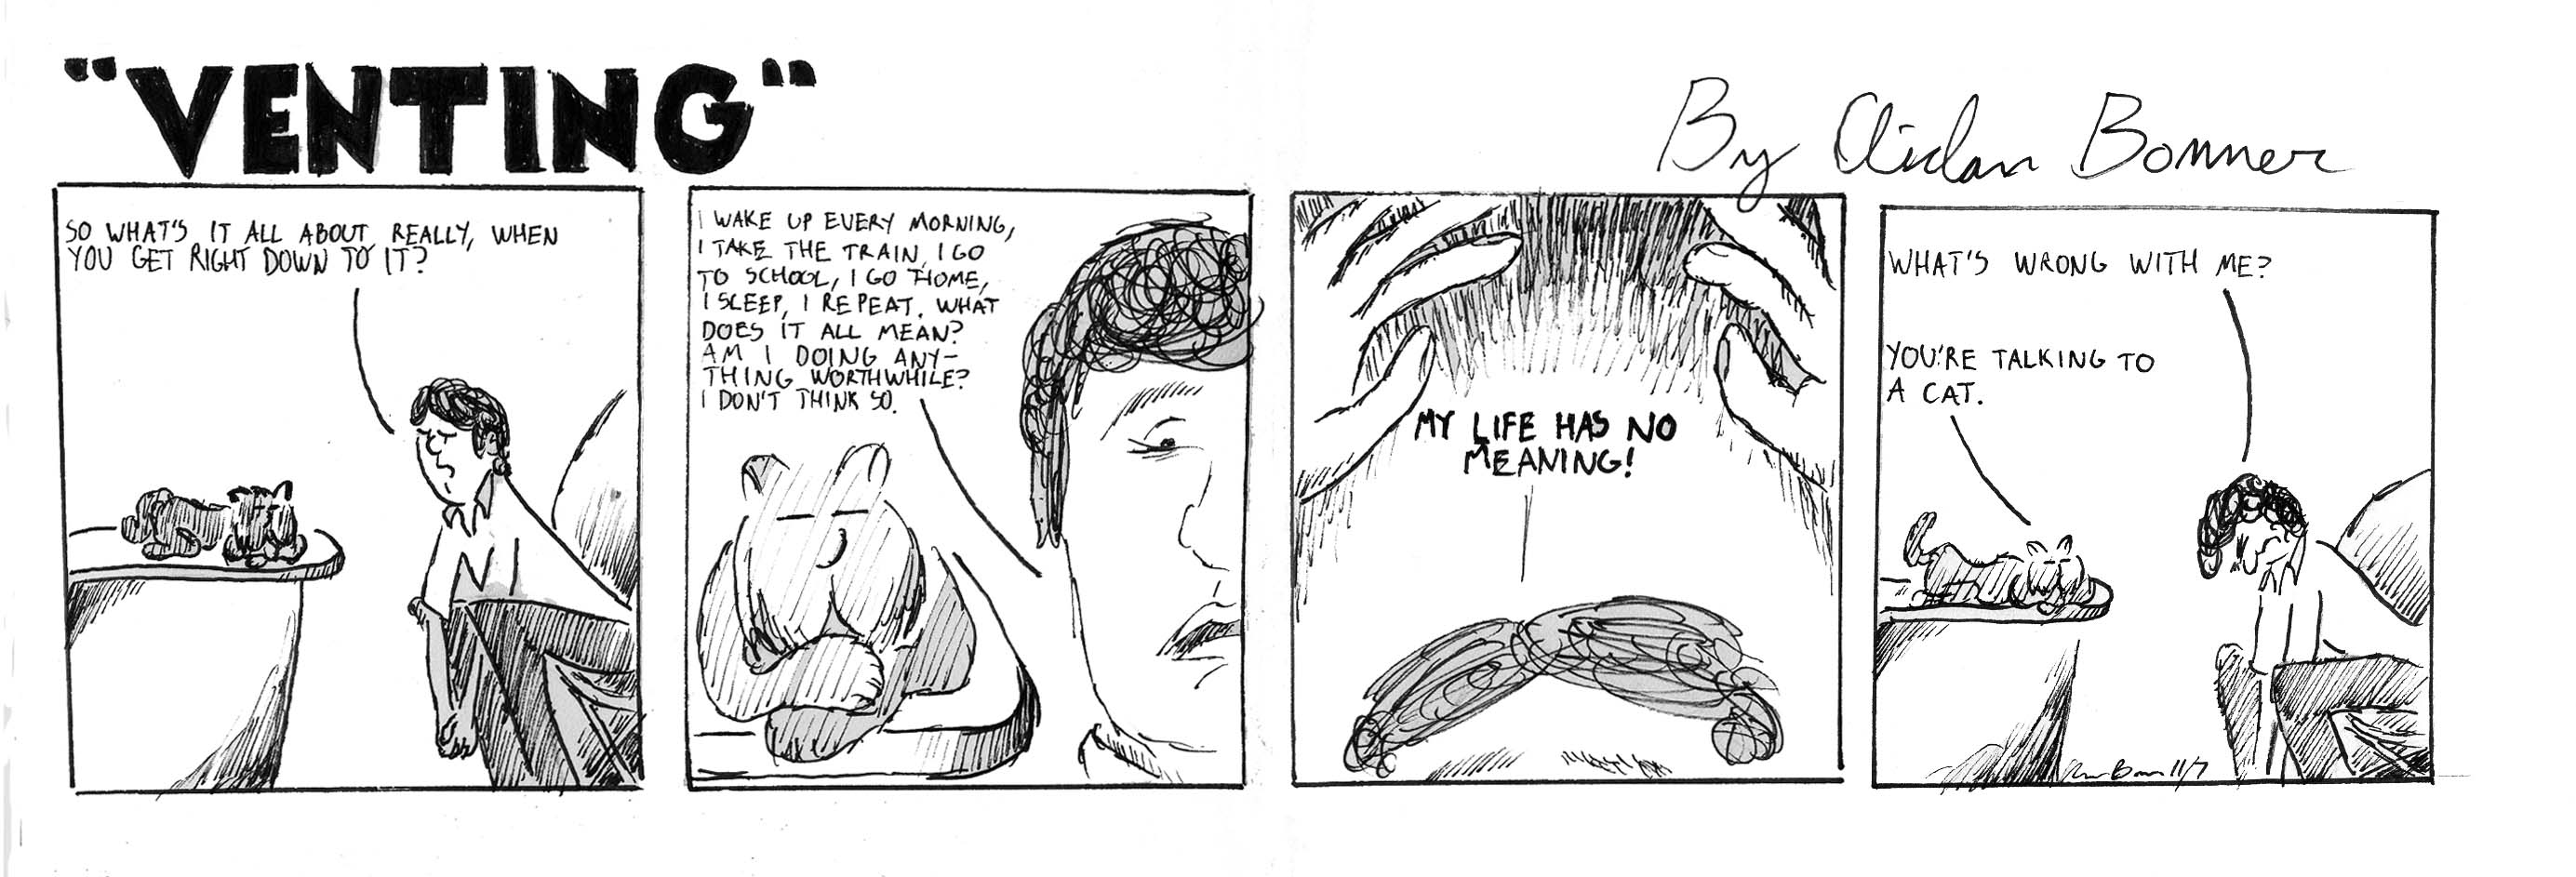 "VENTING"
By Aidan Bonner
SO WHAT'S IT ALL ABOUT REALLY, WHEN
YOU GET RIGHT DOWN TO IT?
I WAKE UP EVERY MORNING,
I TAKE THE TRAIN, I GO
TO SCHOOL, I GO HOME,
I SLEEP, I REPEAT. WHAT
DOES IT ALL MEAN?
AM I DOING ANY-
THING WORTHWHILE?
I DON'T THINK SO.
MY LIFE HAS NO
MEANING!
WHAT'S WRONG WITH ME?
YOU'RE TALKING TO
A CAT.
11/7